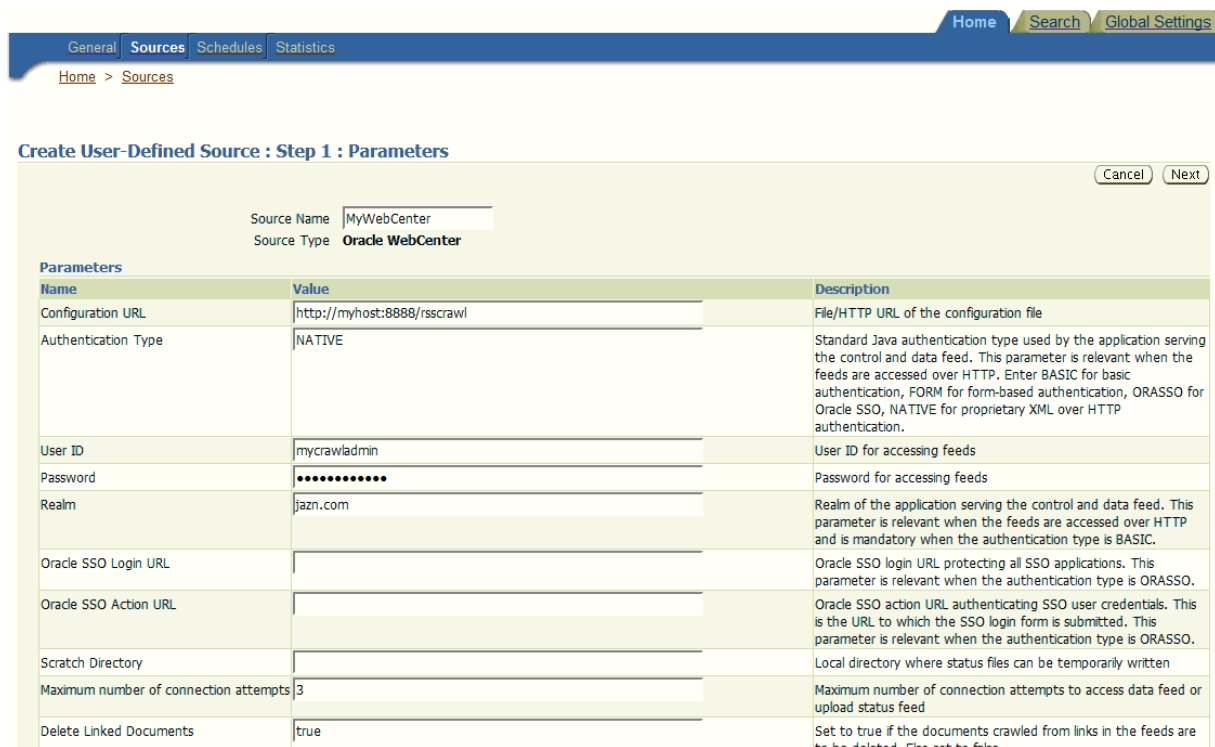 Home Search Global Settings
General Sources Schedules Statistics
Home > Sources
Create User-Defined Source : Step 1 : Parameters
Cancel Next
Source Name MyWebCenter
Source Type Oracle WebCenter
Parameters
Name Value Description
Configuration URL http://myhost:8888/rsscrawl File/HTTP URL of the configuration file
Authentication Type NATIVE Standard Java authentication type used by the application serving
the control and data feed. This parameter is relevant when the
feeds are accessed over HTTP. Enter BASIC for basic
authentication, FORM for form-based authentication, ORASSO for
Oracle SSO, NATIVE for proprietary XML over HTTP
authentication.
User ID mycrawladmin User ID for accessing feeds
Password •••••••••••• Password for accessing feeds
Realm jazn.com Realm of the application serving the control and data feed. This
parameter is relevant when the feeds are accessed over HTTP
and is mandatory when the authentication type is BASIC.
Oracle SSO Login URL Oracle SSO login URL protecting all SSO applications. This
parameter is relevant when the authentication type is ORASSO.
Oracle SSO Action URL Oracle SSO action URL authenticating SSO user credentials. This
is the URL to which the SSO login form is submitted. This
parameter is relevant when the authentication type is ORASSO.
Scratch Directory Local directory where status files can be temporarily written
Maximum number of connection attempts 3 Maximum number of connection attempts to access data feed or
upload status feed
Delete Linked Documents true Set to true if the documents crawled from links in the feeds are
to be deleted. Else set to false